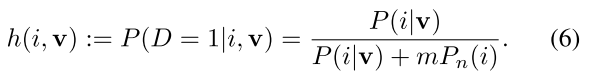 h(i, v) := P(D = 1|i, v) = P(i|v) / (P(i|v) + mP_n(i)). (6)